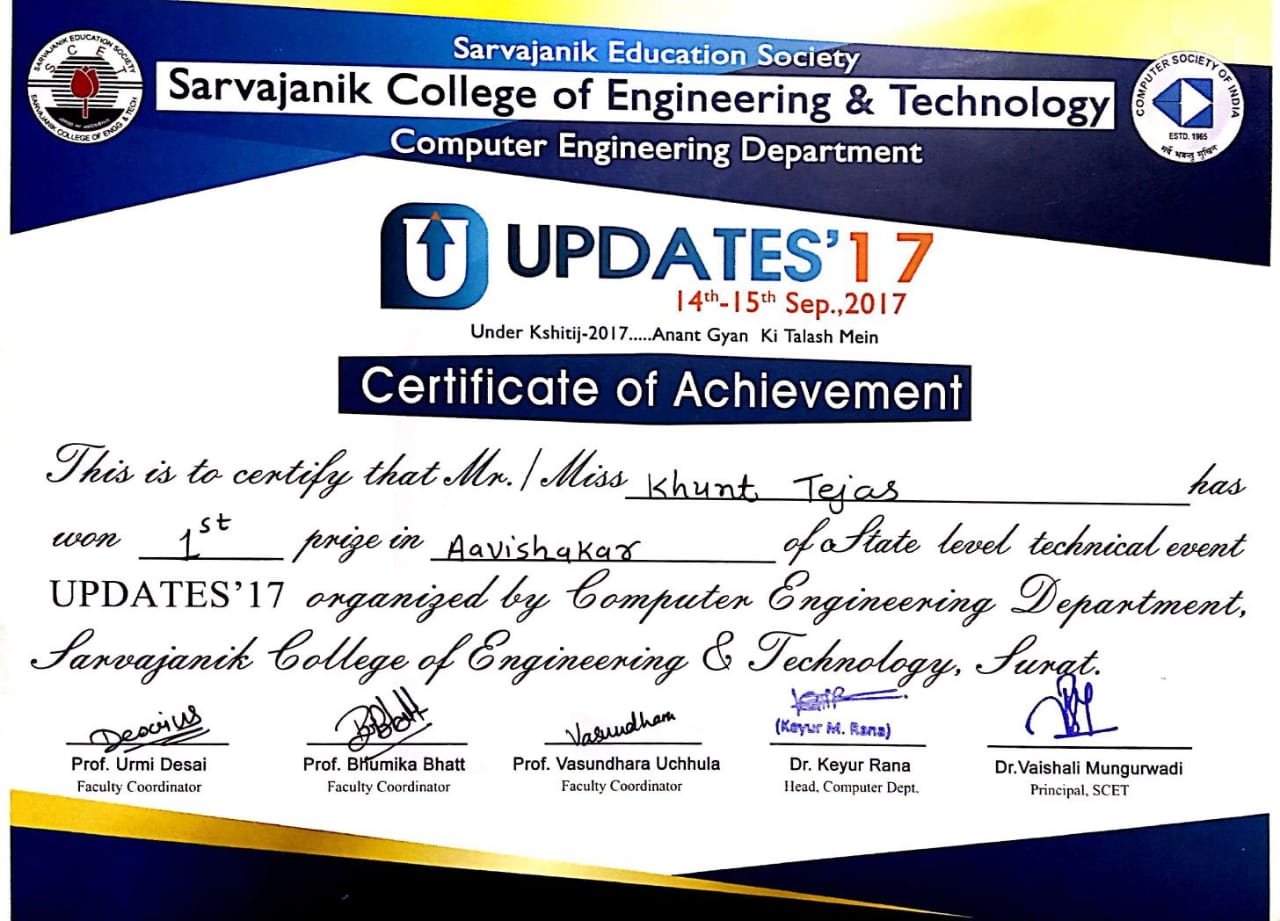 SARVAJANIK EDUCATION SOCIETY
S C E T
SARVAJANIK COLLEGE OF ENGG. & TECH
Sarvajanik Education Society
Sarvajanik College of Engineering & Technology
Computer Engineering Department
COMPUTER SOCIETY OF INDIA
ESTD. 1965
U UPDATES'17
14th-15th Sep.,2017
Under Kshitij-2017.....Anant Gyan Ki Talash Mein
Certificate of Achievement
This is to certify that Mr./Miss Khunt Tejas has
won 1st prize in Aavishakar of a State level technical event
UPDATES'17 organized by Computer Engineering Department,
Sarvajanik College of Engineering & Technology, Surat.
BBhatt Vasundhara (Keyur M. Rana)
Prof. Urmi Desai Prof. Bhumika Bhatt Prof. Vasundhara Uchhula Dr. Keyur Rana Dr.Vaishali Mungurwadi
Faculty Coordinator Faculty Coordinator Faculty Coordinator Head, Computer Dept. Principal, SCET